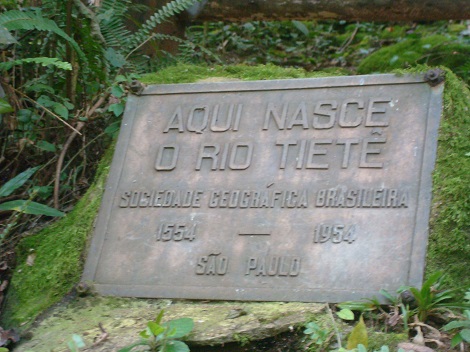 AQUI NASCE
O RIO TIETÊ
SOCIEDADE GEOGRÁFICA BRASILEIRA
1554 — 1954
SÃO PAULO